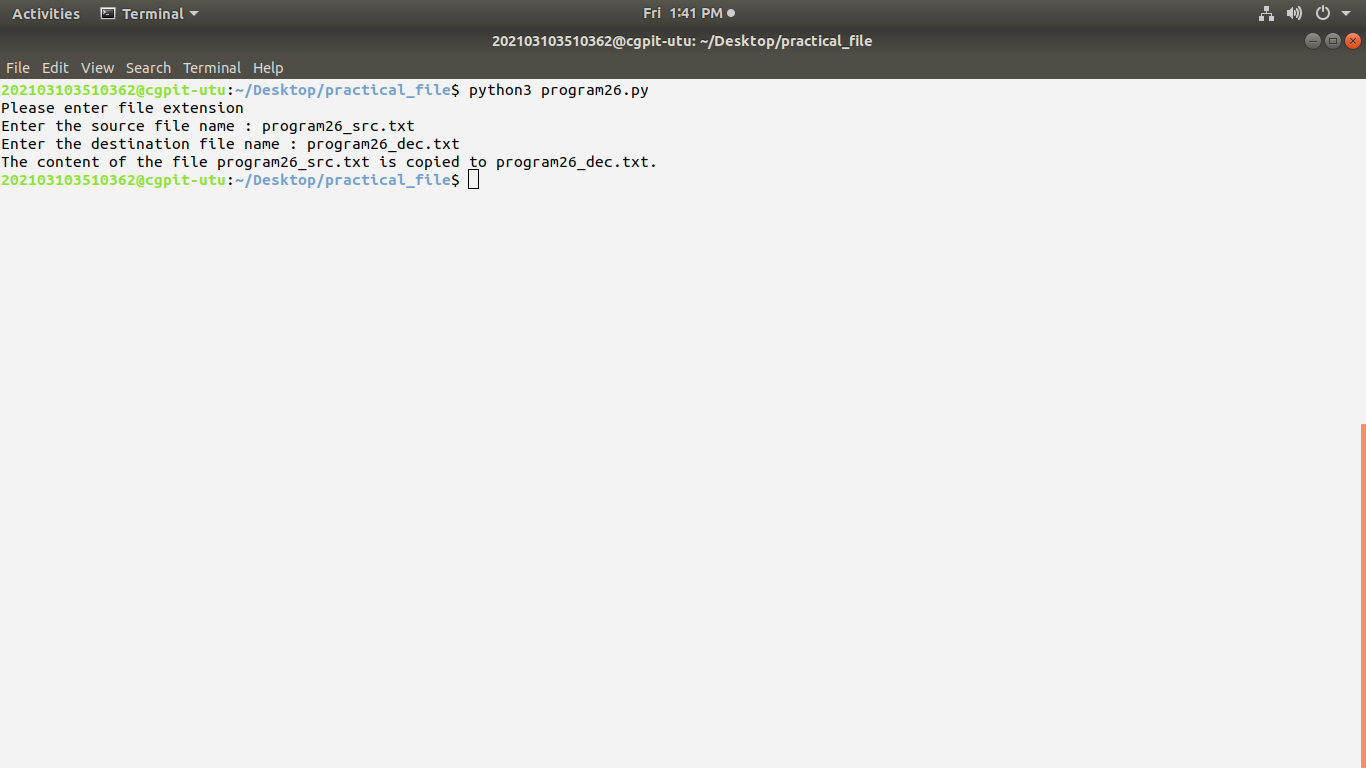 Activities Terminal Fri 1:41 PM
202103103510362@cgpit-utu: ~/Desktop/practical_file
File Edit View Search Terminal Help
202103103510362@cgpit-utu:~/Desktop/practical_file$ python3 program26.py
Please enter file extension
Enter the source file name : program26_src.txt
Enter the destination file name : program26_dec.txt
The content of the file program26_src.txt is copied to program26_dec.txt.
202103103510362@cgpit-utu:~/Desktop/practical_file$